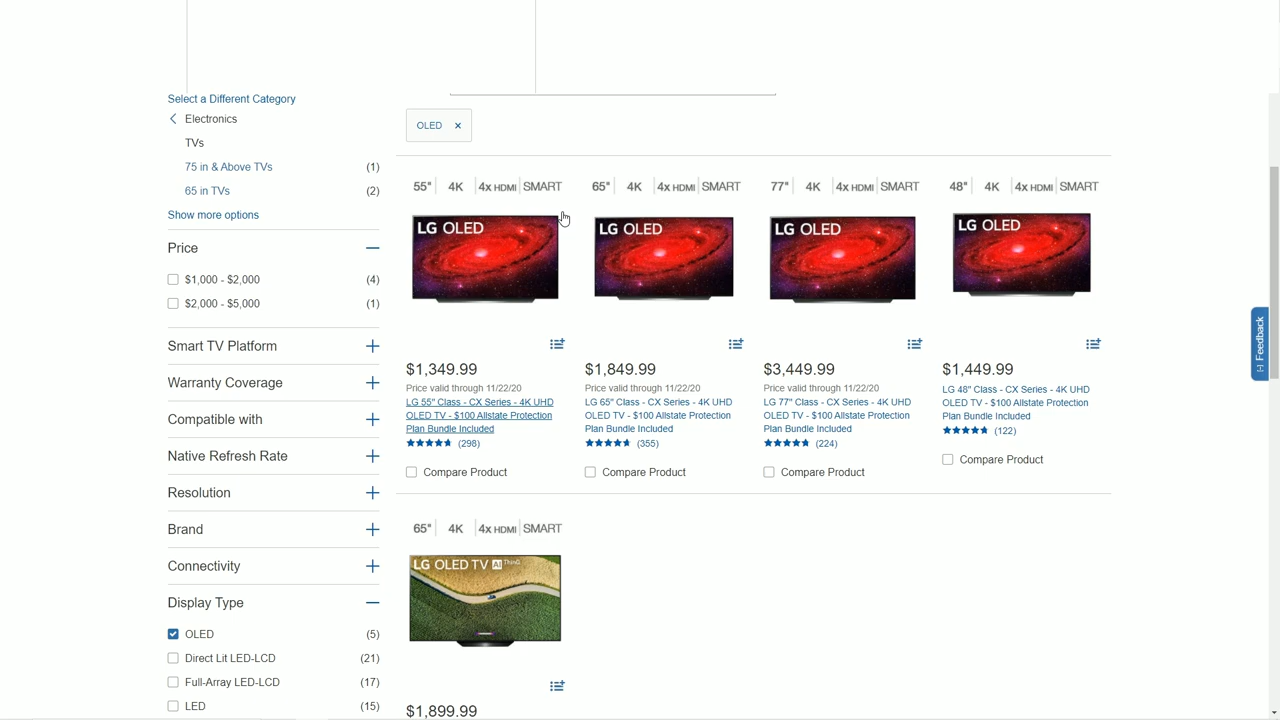 Select a Different Category
Electronics
TVs
75 in & Above TVs (1)
65 in TVs (2)
Show more options
Price
$1,000 - $2,000 (4)
$2,000 - $5,000 (1)
Smart TV Platform
Warranty Coverage
Compatible with
Native Refresh Rate
Resolution
Brand
Connectivity
Display Type
OLED (5)
Direct Lit LED-LCD (21)
Full-Array LED-LCD (17)
LED (15)
OLED ×
55" 4K 4x HDMI SMART
LG OLED
$1,349.99
Price valid through 11/22/20
LG 55" Class - CX Series - 4K UHD
OLED TV - $100 Allstate Protection
Plan Bundle Included
(298)
Compare Product
65" 4K 4x HDMI SMART
LG OLED
$1,849.99
Price valid through 11/22/20
LG 65" Class - CX Series - 4K UHD
OLED TV - $100 Allstate Protection
Plan Bundle Included
(355)
Compare Product
77" 4K 4x HDMI SMART
LG OLED
$3,449.99
Price valid through 11/22/20
LG 77" Class - CX Series - 4K UHD
OLED TV - $100 Allstate Protection
Plan Bundle Included
(224)
Compare Product
48" 4K 4x HDMI SMART
LG OLED
$1,449.99
LG 48" Class - CX Series - 4K UHD
OLED TV - $100 Allstate Protection
Plan Bundle Included
(122)
Compare Product
65" 4K 4x HDMI SMART
LG OLED TV AI ThinQ
$1,899.99
[-] Feedback